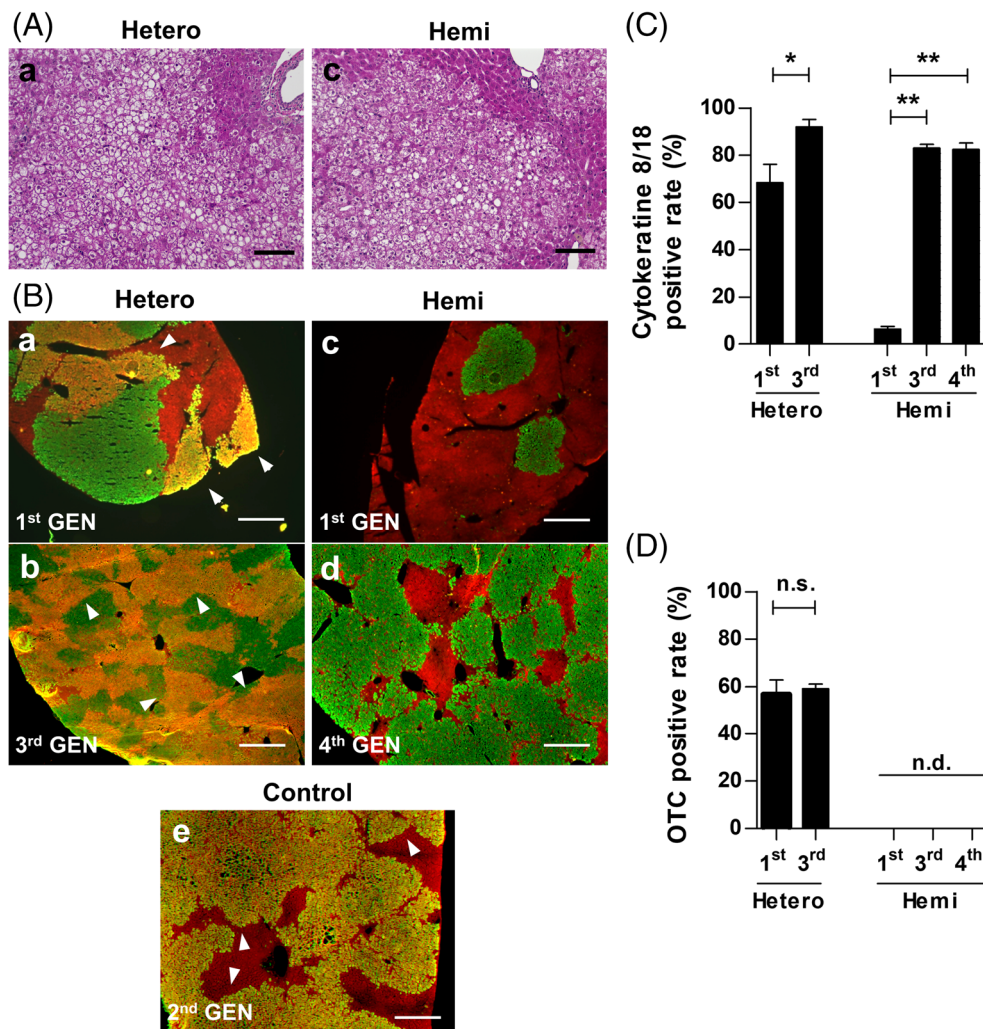 (A)
Hetero
Hemi
a
c
(B)
Hetero
Hemi
a
1st GEN
c
1st GEN
b
3rd GEN
d
4th GEN
Control
e
2nd GEN
(C)
Cytokeratine 8/18
positive rate (%)
100
80
60
40
20
0
*
**
**
1st 3rd 1st 3rd 4th
Hetero Hemi
(D)
OTC positive rate (%)
100
80
60
40
20
0
n.s.
n.d.
1st 3rd 1st 3rd 4th
Hetero Hemi